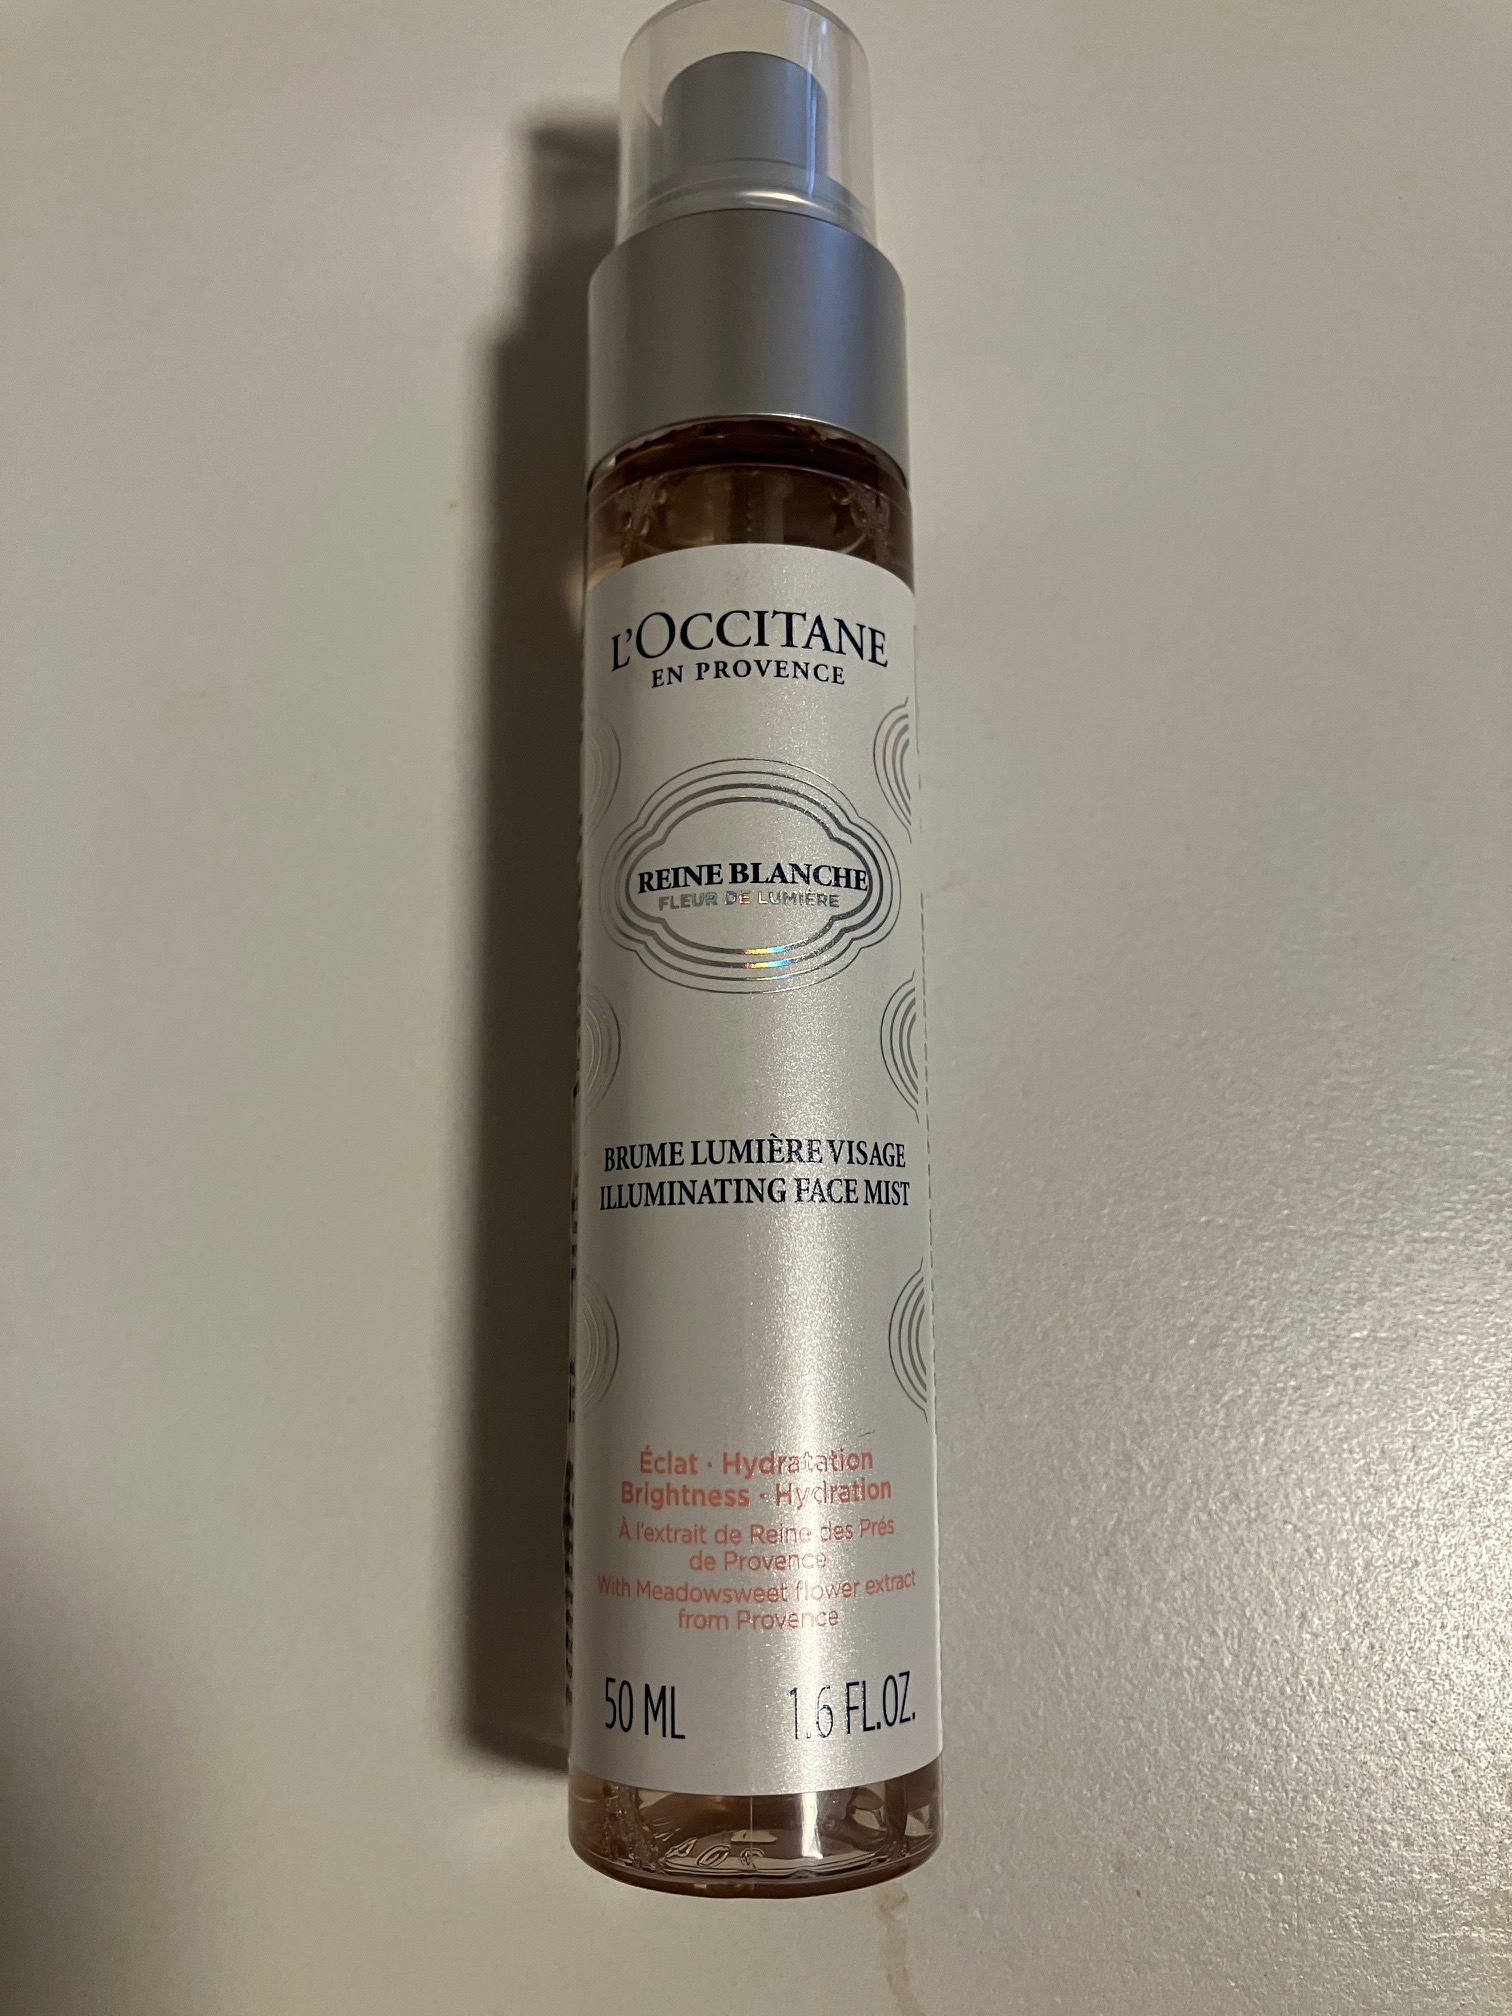 L'OCCITANE
EN PROVENCE
REINE BLANCHE
FLEUR DE LUMIÈRE
BRUME LUMIÈRE VISAGE
ILLUMINATING FACE MIST
Éclat · Hydratation
Brightness · Hydration
À l'extrait de Reine des Prés
de Provence
With Meadowsweet flower extract
from Provence
50 ML 1.6 FL.OZ.